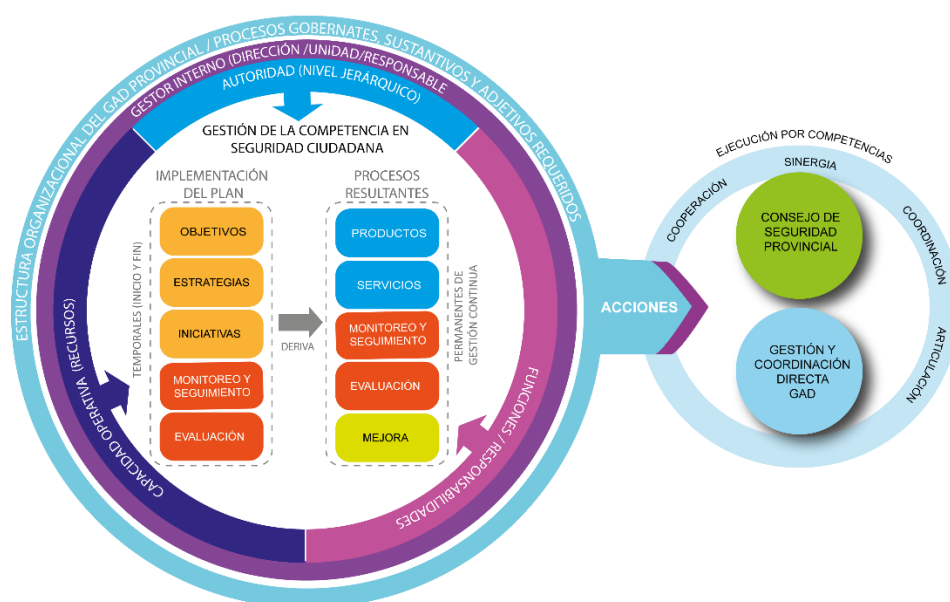 ESTRUCTURA ORGANIZACIONAL DEL GAD PROVINCIAL / PROCESOS GOBERNATES, SUSTANTIVOS Y ADJETIVOS REQUERIDOS
GESTOR INTERNO (DIRECCIÓN /UNIDAD/RESPONSABLE
AUTORIDAD (NIVEL JERÁRQUICO)
GESTIÓN DE LA COMPETENCIA EN
SEGURIDAD CIUDADANA
IMPLEMENTACIÓN
DEL PLAN
TEMPORALES (INICIO Y FIN)
OBJETIVOS
ESTRATEGIAS
INICIATIVAS
MONITOREO Y
SEGUIMIENTO
EVALUACIÓN
DERIVA
PROCESOS
RESULTANTES
PRODUCTOS
SERVICIOS
MONITOREO Y
SEGUIMIENTO
EVALUACIÓN
MEJORA
PERMANENTES DE
GESTIÓN CONTINUA
CAPACIDAD OPERATIVA (RECURSOS)
FUNCIONES / RESPONSABILIDADES
ACCIONES
EJECUCIÓN POR COMPETENCIAS
SINERGIA
COOPERACIÓN
COORDINACIÓN
ARTICULACIÓN
CONSEJO DE
SEGURIDAD
PROVINCIAL
GESTIÓN Y
COORDINACIÓN
DIRECTA
GAD